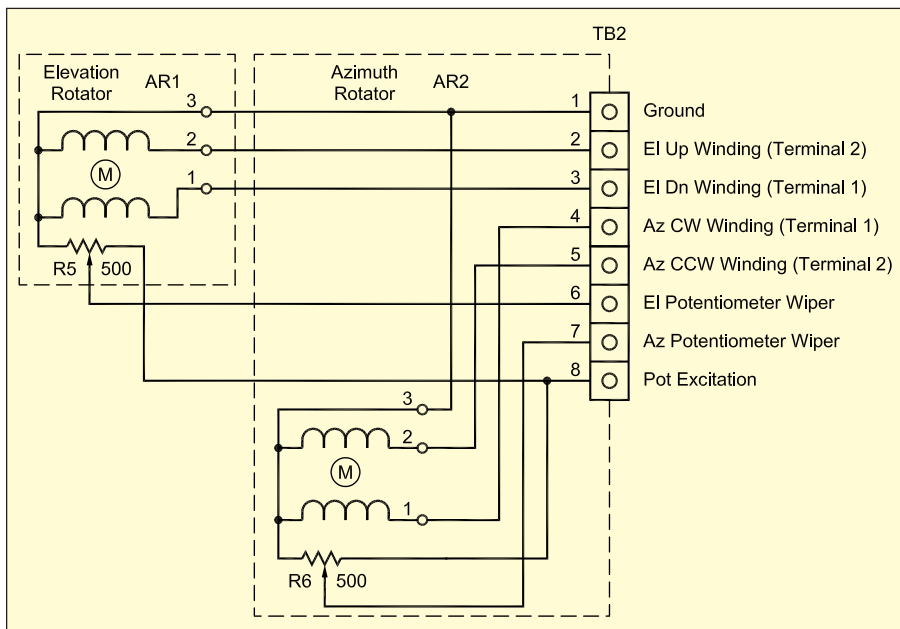 TB2
Elevation
Rotator
AR1
Azimuth
Rotator
AR2
3
2
1
M
R5
500
1
2
3
4
5
6
7
8
Ground
El Up Winding (Terminal 2)
El Dn Winding (Terminal 1)
Az CW Winding (Terminal 1)
Az CCW Winding (Terminal 2)
El Potentiometer Wiper
Az Potentiometer Wiper
Pot Excitation
3
2
M
1
R6
500